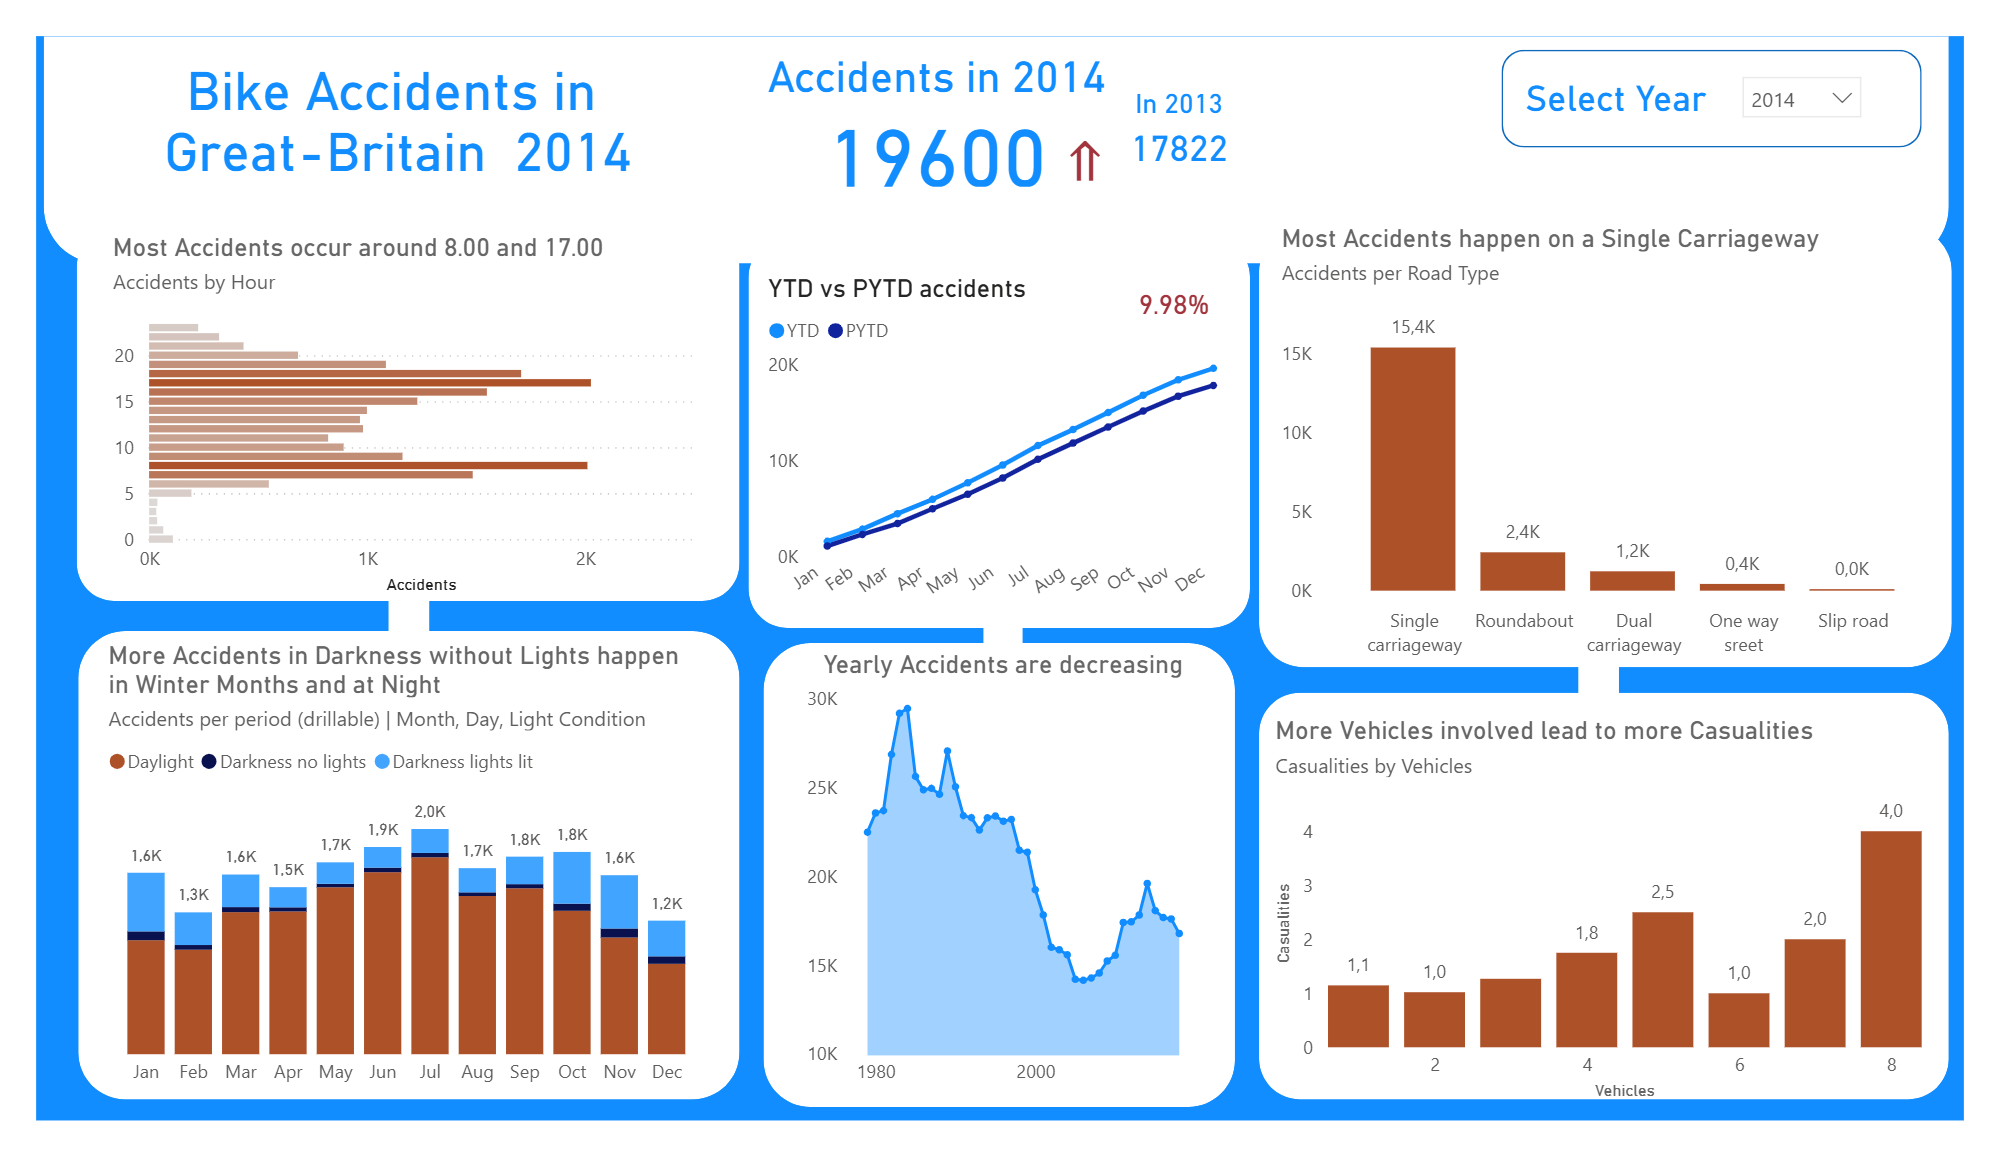 Bike Accidents in
Great-Britain 2014
Accidents in 2014
19600
In 2013
17822
Select Year
2014
Most Accidents occur around 8.00 and 17.00
Accidents by Hour
20
15
10
5
0
0K 1K 2K
Accidents
YTD vs PYTD accidents
9.98%
YTD PYTD
20K
10K
0K
Jan Feb Mar Apr May Jun Jul Aug Sep Oct Nov Dec
Most Accidents happen on a Single Carriageway
Accidents per Road Type
15K
10K
5K
0K
15,4K
2,4K
1,2K
0,4K
0,0K
Single carriageway
Roundabout
Dual carriageway
One way sreet
Slip road
More Accidents in Darkness without Lights happen
in Winter Months and at Night
Accidents per period (drillable) | Month, Day, Light Condition
Daylight Darkness no lights Darkness lights lit
1,6K 1,3K 1,6K 1,5K 1,7K 1,9K 2,0K 1,7K 1,8K 1,8K 1,6K 1,2K
Jan Feb Mar Apr May Jun Jul Aug Sep Oct Nov Dec
Yearly Accidents are decreasing
30K
25K
20K
15K
10K
1980 2000
More Vehicles involved lead to more Casualities
Casualities by Vehicles
Casualities
4
3
2
1
0
1,1 1,0 1,8 2,5 1,0 2,0 4,0
2 4 6 8
Vehicles